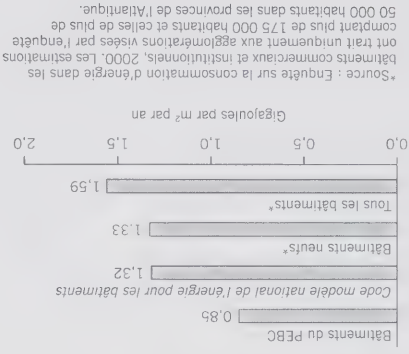 Bâtiments du PEBC
0,85
Code modèle national de l'énergie pour les bâtiments
1,32
Bâtiments neufs*
1.33
Tous les bâtiments*
1.59
0,0 0,5 1,0 1,5 2,0
Gigajoules par m² par an
*Source : Enquête sur la consommation d'énergie dans les
bâtiments commerciaux et institutionnels, 2000. Les estimations
ont trait uniquement aux agglomérations visées par l'enquête
comptant plus de 175 000 habitants et celles de plus de
50 000 habitants dans les provinces de l'Atlantique.